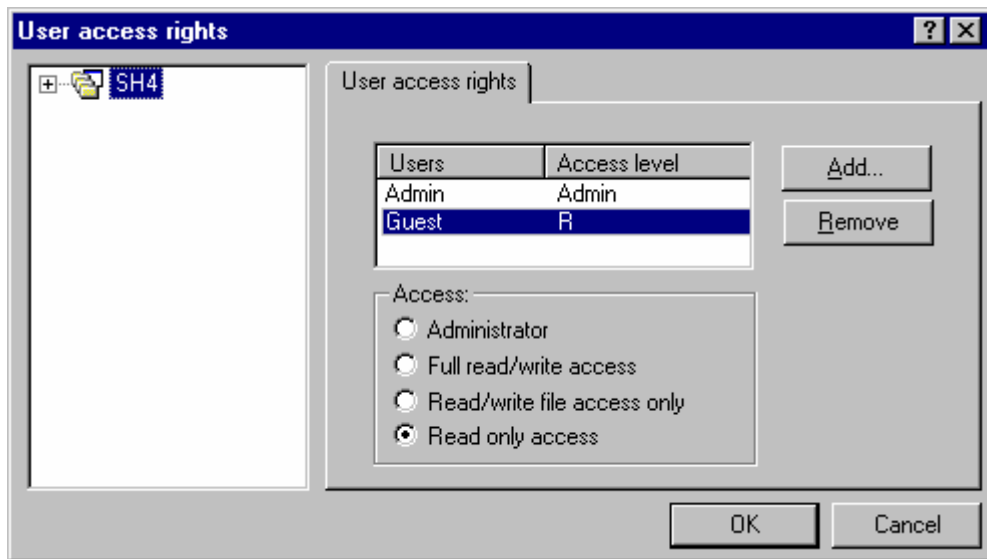 User access rights
SH4
User access rights
Users Access level
Admin Admin
Guest R
Add...
Remove
Access:
Administrator
Full read/write access
Read/write file access only
Read only access
OK Cancel